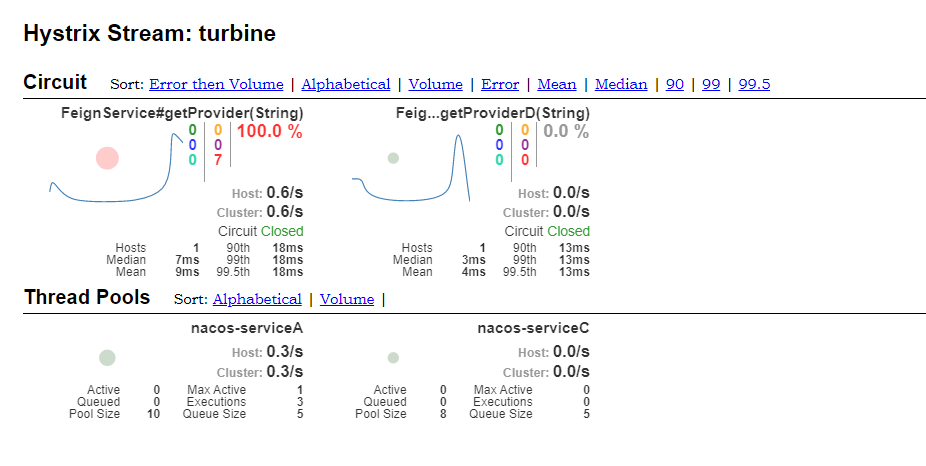 Hystrix Stream: turbine
Circuit Sort: Error then Volume | Alphabetical | Volume | Error | Mean | Median | 90 | 99 | 99.5
FeignService#getProvider(String)
0 0 100.0 %
0 0
0 7
Host: 0.6/s
Cluster: 0.6/s
Circuit Closed
Hosts 1 90th 18ms
Median 7ms 99th 18ms
Mean 9ms 99.5th 18ms
Feig...getProviderD(String)
0 0 0.0 %
0 0
0 0
Host: 0.0/s
Cluster: 0.0/s
Circuit Closed
Hosts 1 90th 13ms
Median 3ms 99th 13ms
Mean 4ms 99.5th 13ms
Thread Pools Sort: Alphabetical | Volume |
nacos-serviceA
Host: 0.3/s
Cluster: 0.3/s
Active 0 Max Active 1
Queued 0 Executions 3
Pool Size 10 Queue Size 5
nacos-serviceC
Host: 0.0/s
Cluster: 0.0/s
Active 0 Max Active 0
Queued 0 Executions 0
Pool Size 8 Queue Size 5